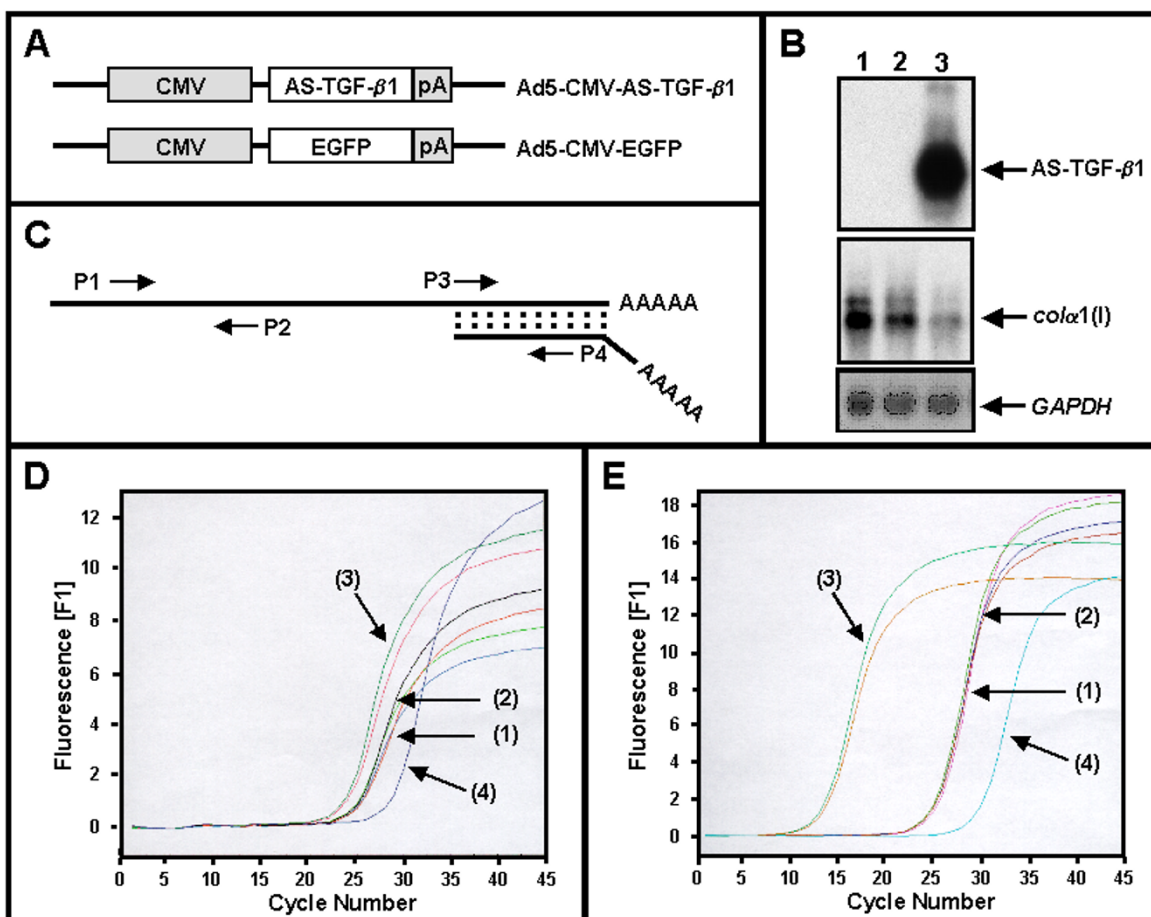 A
CMV AS-TGF-β1 pA Ad5-CMV-AS-TGF-β1
CMV EGFP pA Ad5-CMV-EGFP
B
1 2 3
AS-TGF-β1
colα1(I)
GAPDH
C
P1 P3 AAAAA
P2
P4
AAAAA
D
Fluorescence [F1]
12
10
8
6
4
2
0
0 5 10 15 20 25 30 35 40 45
Cycle Number
(3)
(2)
(1)
(4)
E
Fluorescence [F1]
18
16
14
12
10
8
6
4
2
0
0 5 10 15 20 25 30 35 40 45
Cycle Number
(3)
(2)
(1)
(4)